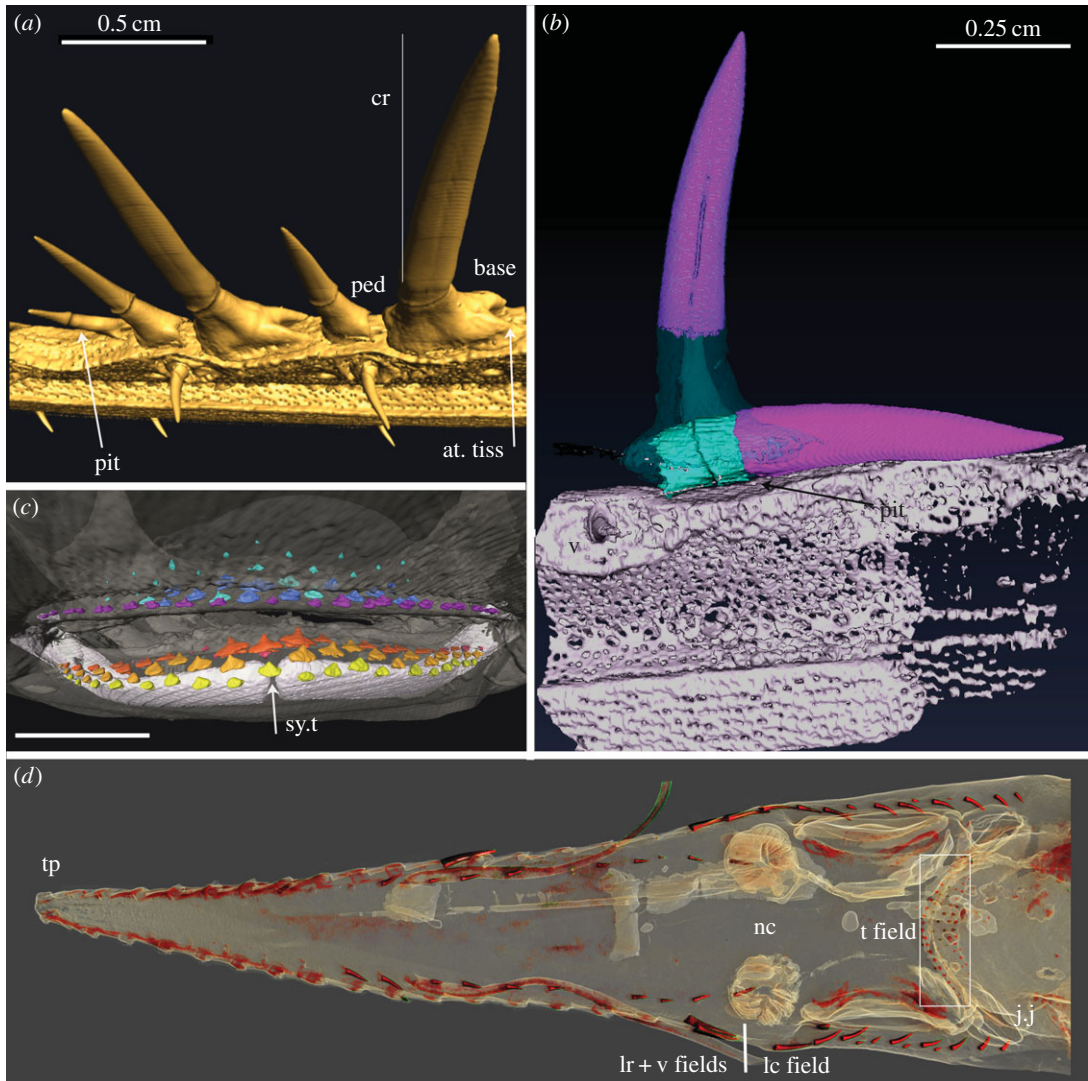 (a)
0.5 cm
cr
base
ped
pit
at. tiss
(b)
0.25 cm
pit
v
(c)
sy.t
(d)
tp
nc
t field
j.j
lr + v fields
lc field